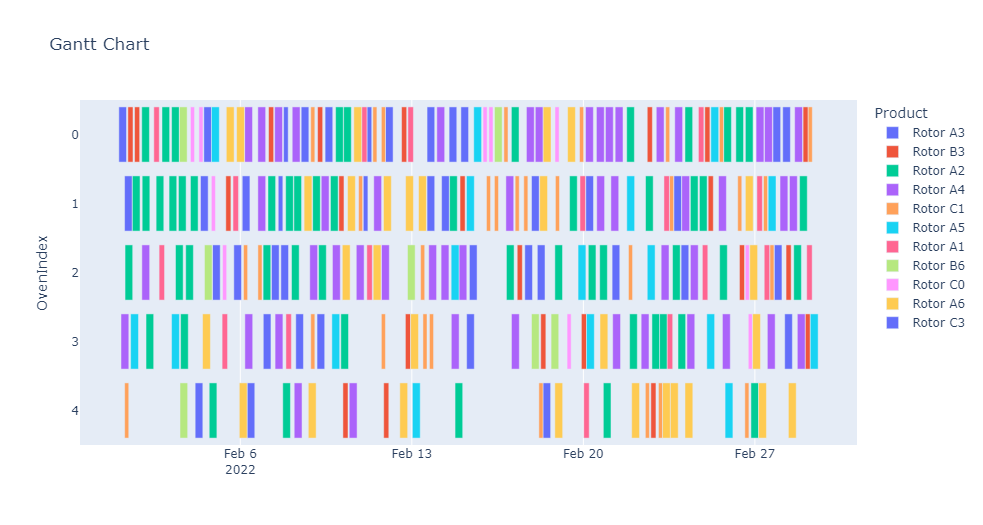 Gantt Chart
Product
Rotor A3
Rotor B3
Rotor A2
Rotor A4
Rotor C1
Rotor A5
Rotor A1
Rotor B6
Rotor C0
Rotor A6
Rotor C3
OvenIndex
0
1
2
3
4
Feb 6
2022
Feb 13
Feb 20
Feb 27